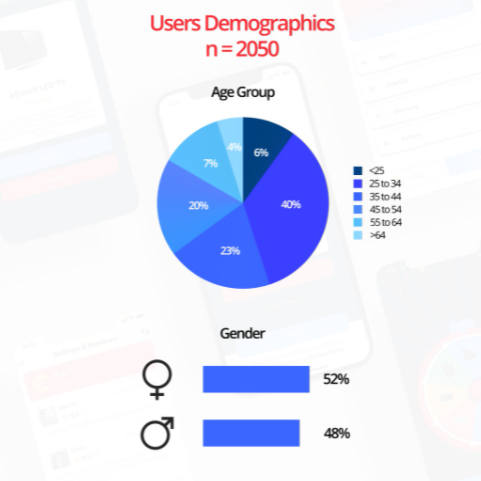 Users Demographics
n = 2050
Age Group
4%
6%
7%
40%
20%
23%
<25
25 to 34
35 to 44
45 to 54
55 to 64
>64
Gender
52%
48%